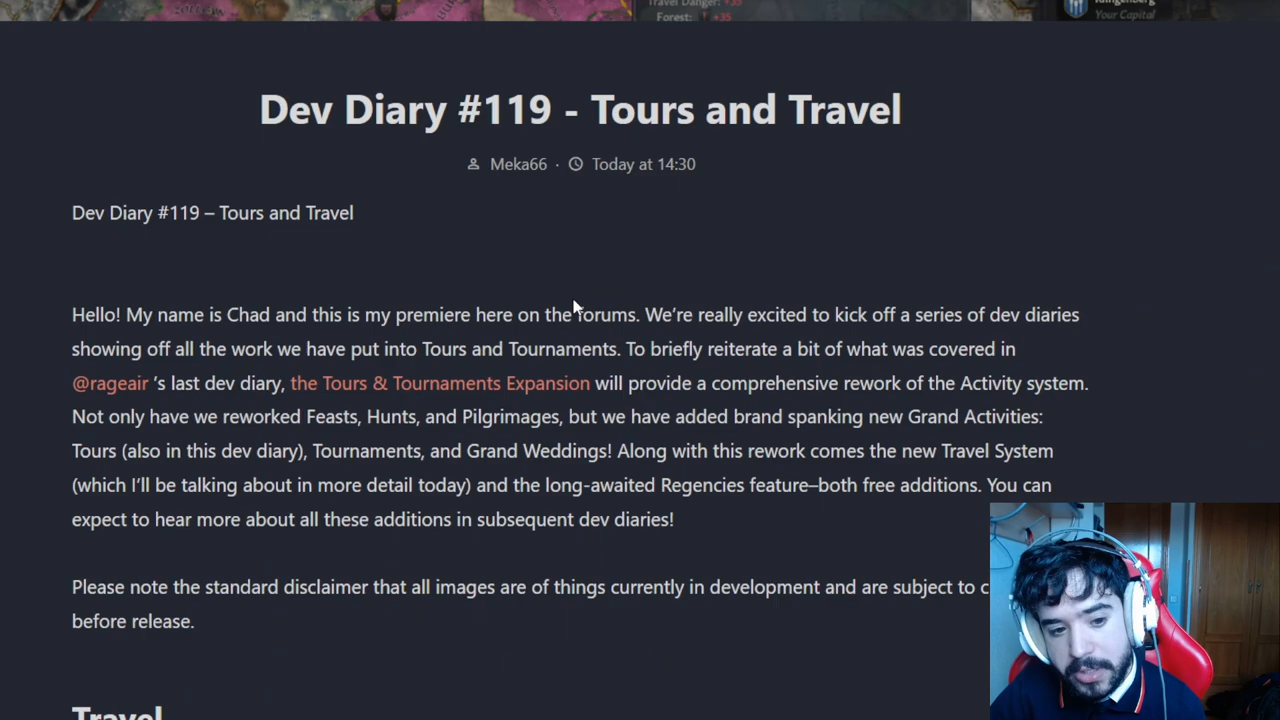 Travel Danger: +35
Forest: +35
Your Capital
Dev Diary #119 - Tours and Travel
Meka66 · Today at 14:30
Dev Diary #119 – Tours and Travel
Hello! My name is Chad and this is my premiere here on the forums. We’re really excited to kick off a series of dev diaries
showing off all the work we have put into Tours and Tournaments. To briefly reiterate a bit of what was covered in
@rageair ’s last dev diary, the Tours & Tournaments Expansion will provide a comprehensive rework of the Activity system.
Not only have we reworked Feasts, Hunts, and Pilgrimages, but we have added brand spanking new Grand Activities:
Tours (also in this dev diary), Tournaments, and Grand Weddings! Along with this rework comes the new Travel System
(which I’ll be talking about in more detail today) and the long-awaited Regencies feature–both free additions. You can
expect to hear more about all these additions in subsequent dev diaries!
Please note the standard disclaimer that all images are of things currently in development and are subject to c
before release.
Travel